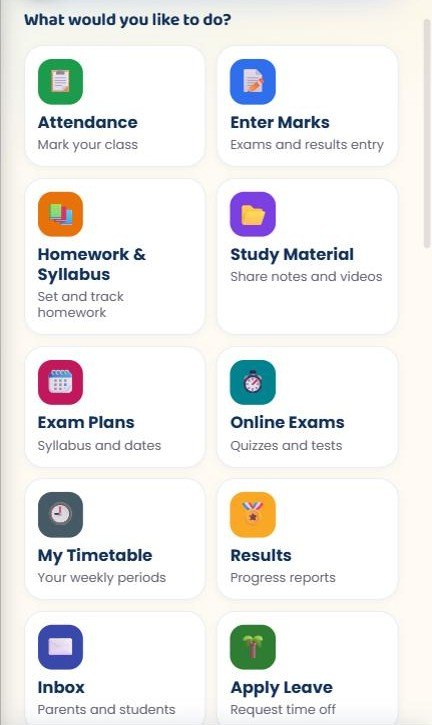 What would you like to do?
Attendance
Mark your class
Enter Marks
Exams and results entry
Homework &
Syllabus
Set and track
homework
Study Material
Share notes and videos
Exam Plans
Syllabus and dates
Online Exams
Quizzes and tests
My Timetable
Your weekly periods
Results
Progress reports
Inbox
Parents and students
Apply Leave
Request time off